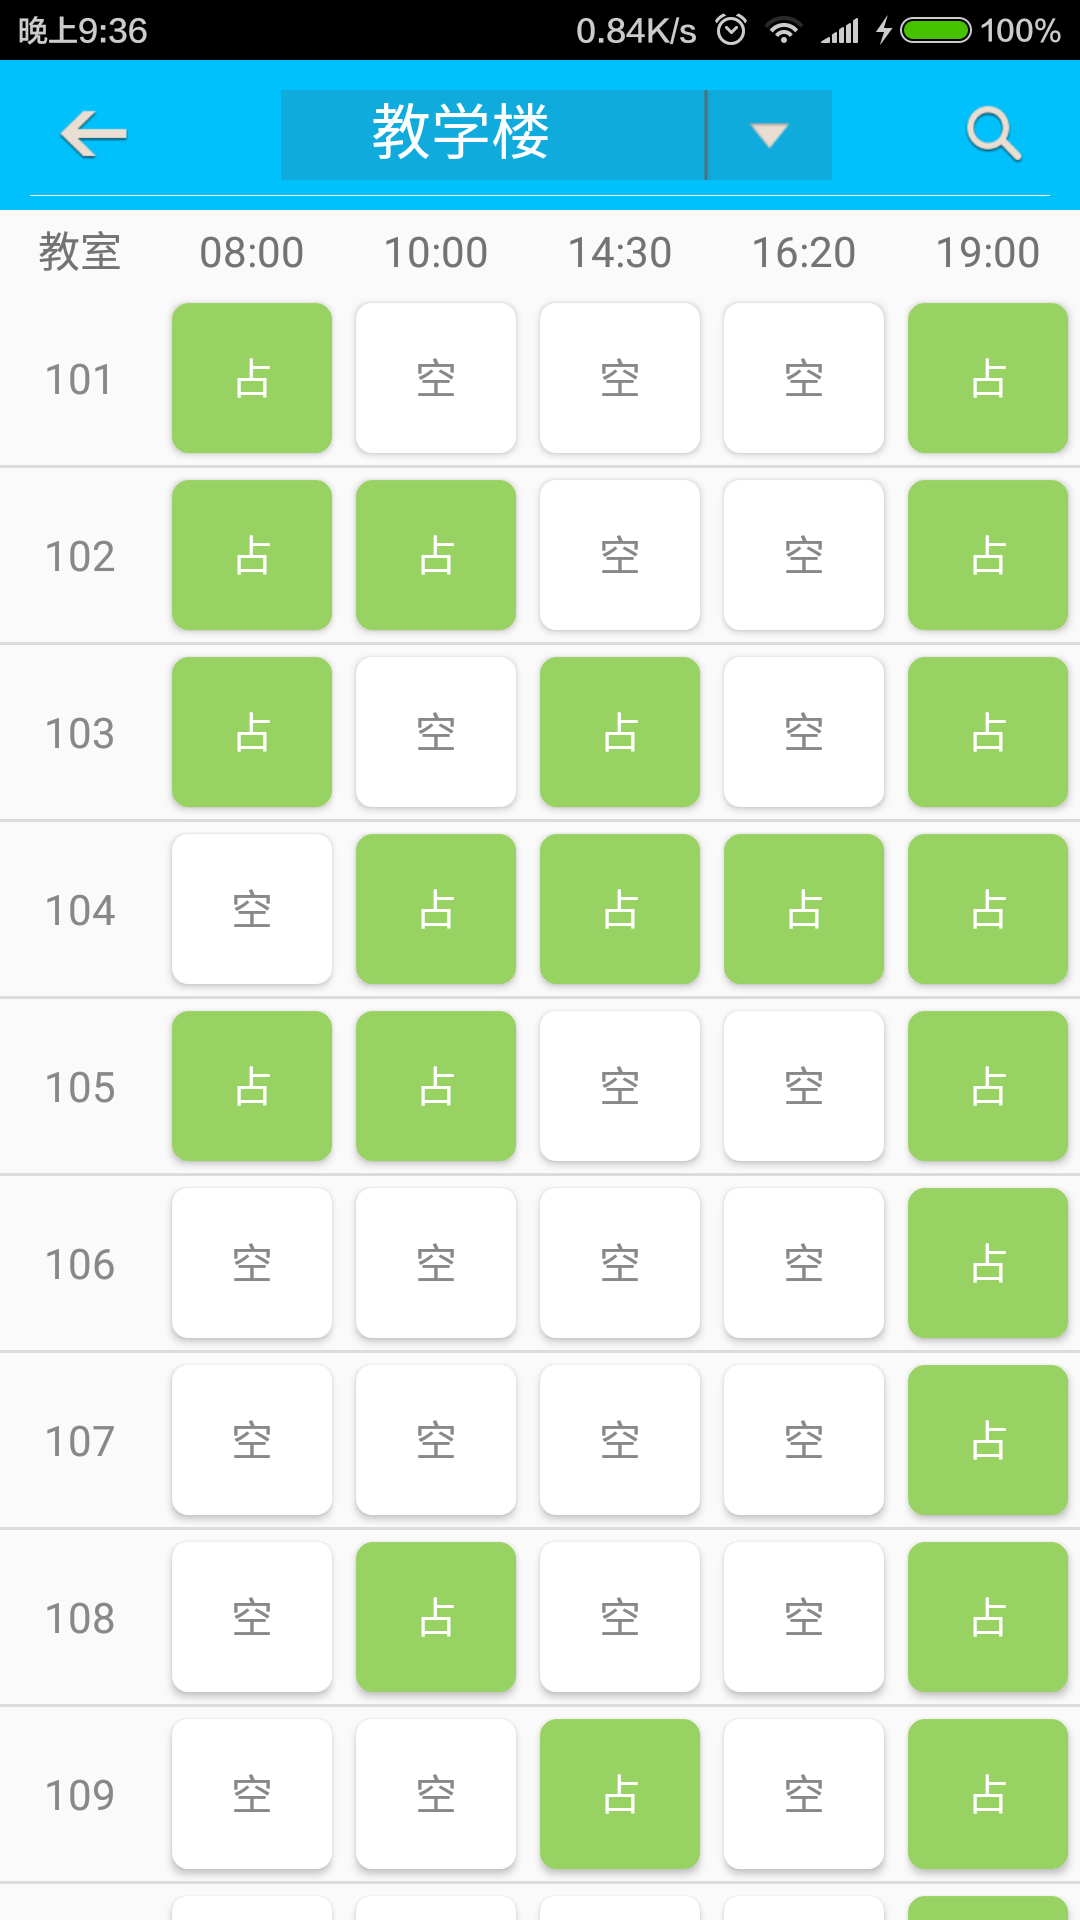 晚上9:36 0.84K/s 100%
教学楼
教室 08:00 10:00 14:30 16:20 19:00
101 占 空 空 空 占
102 占 占 空 空 占
103 占 空 占 空 占
104 空 占 占 占 占
105 占 占 空 空 占
106 空 空 空 空 占
107 空 空 空 空 占
108 空 占 空 空 占
109 空 空 占 空 占